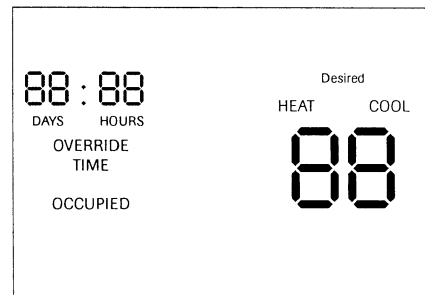 88 : 88
DAYS HOURS
OVERRIDE
TIME
OCCUPIED
Desired
HEAT COOL
88